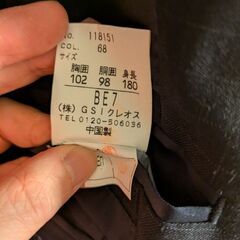 No. 118151
COL. 68
サイズ
胸囲 胴囲 身長
102 98 180
BE7
(株)GSIクレオス
TEL0120-506036
中国製